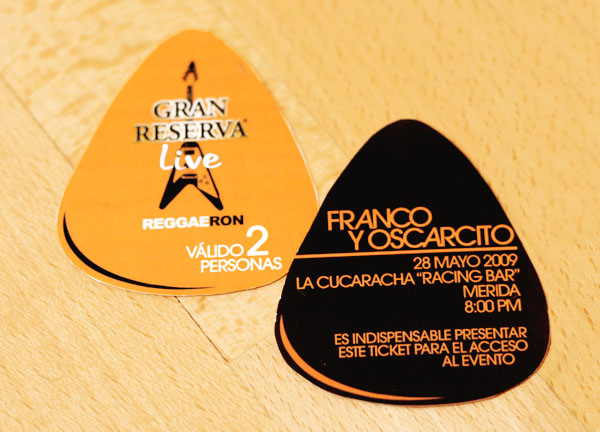 GRAN
RESERVA
Live
REGGAERON
VÁLIDO 2
PERSONAS
FRANCO
Y OSCARCITO
28 MAYO 2009
LA CUCARACHA "RACING BAR"
MERIDA
8:00 PM
ES INDISPENSABLE PRESENTAR
ESTE TICKET PARA EL ACCESO
AL EVENTO